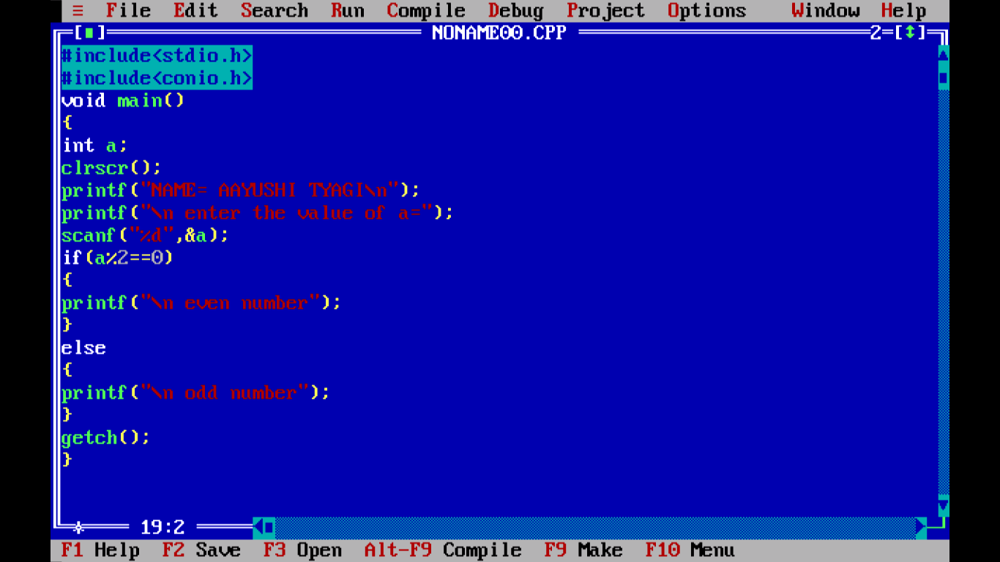 ≡ File Edit Search Run Compile Debug Project Options Window Help
[■] NONAME00.CPP 2=[↕]
#include<stdio.h>
#include<conio.h>
void main()
{
int a;
clrscr();
printf("NAME= AAYUSHI TYAGI\n");
printf("\n enter the value of a=");
scanf("%d",&a);
if(a%2==0)
{
printf("\n even number");
}
else
{
printf("\n odd number");
}
getch();
}
19:2
F1 Help F2 Save F3 Open Alt-F9 Compile F9 Make F10 Menu